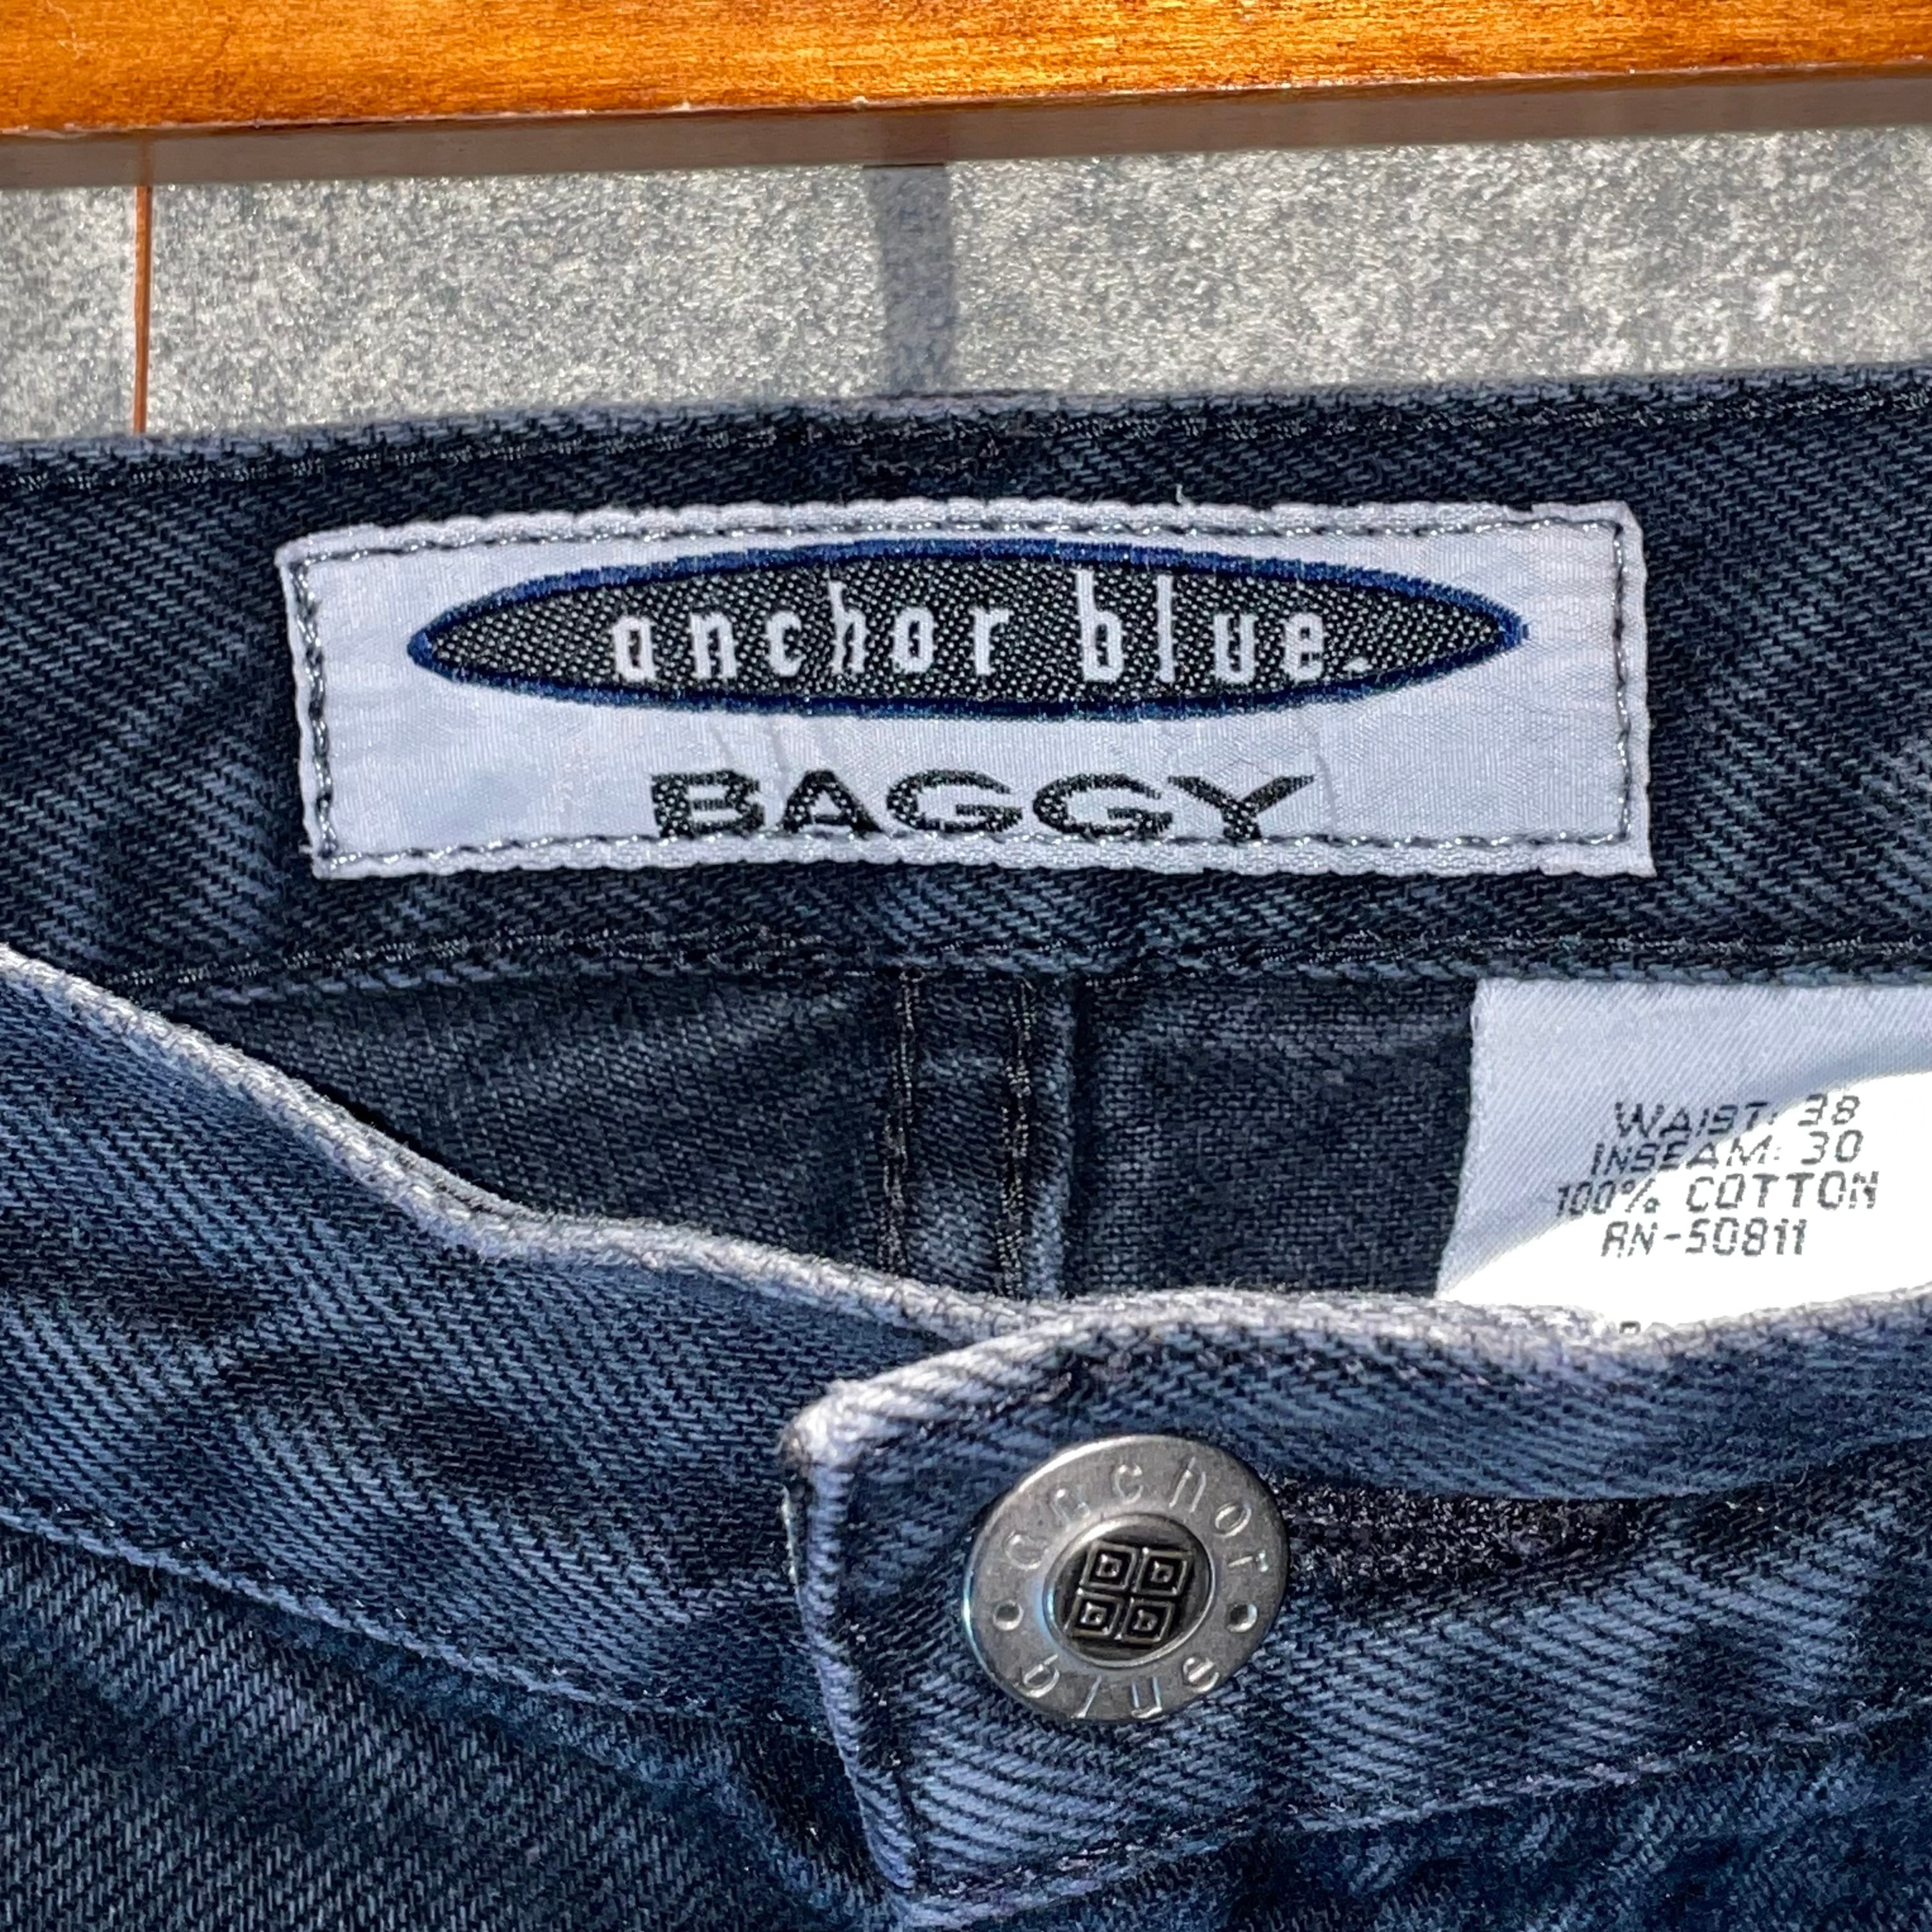 anchor blue.
BAGGY
WAIST: 38
INSEAM: 30
100% COTTON
RN-50811
anchor
blue